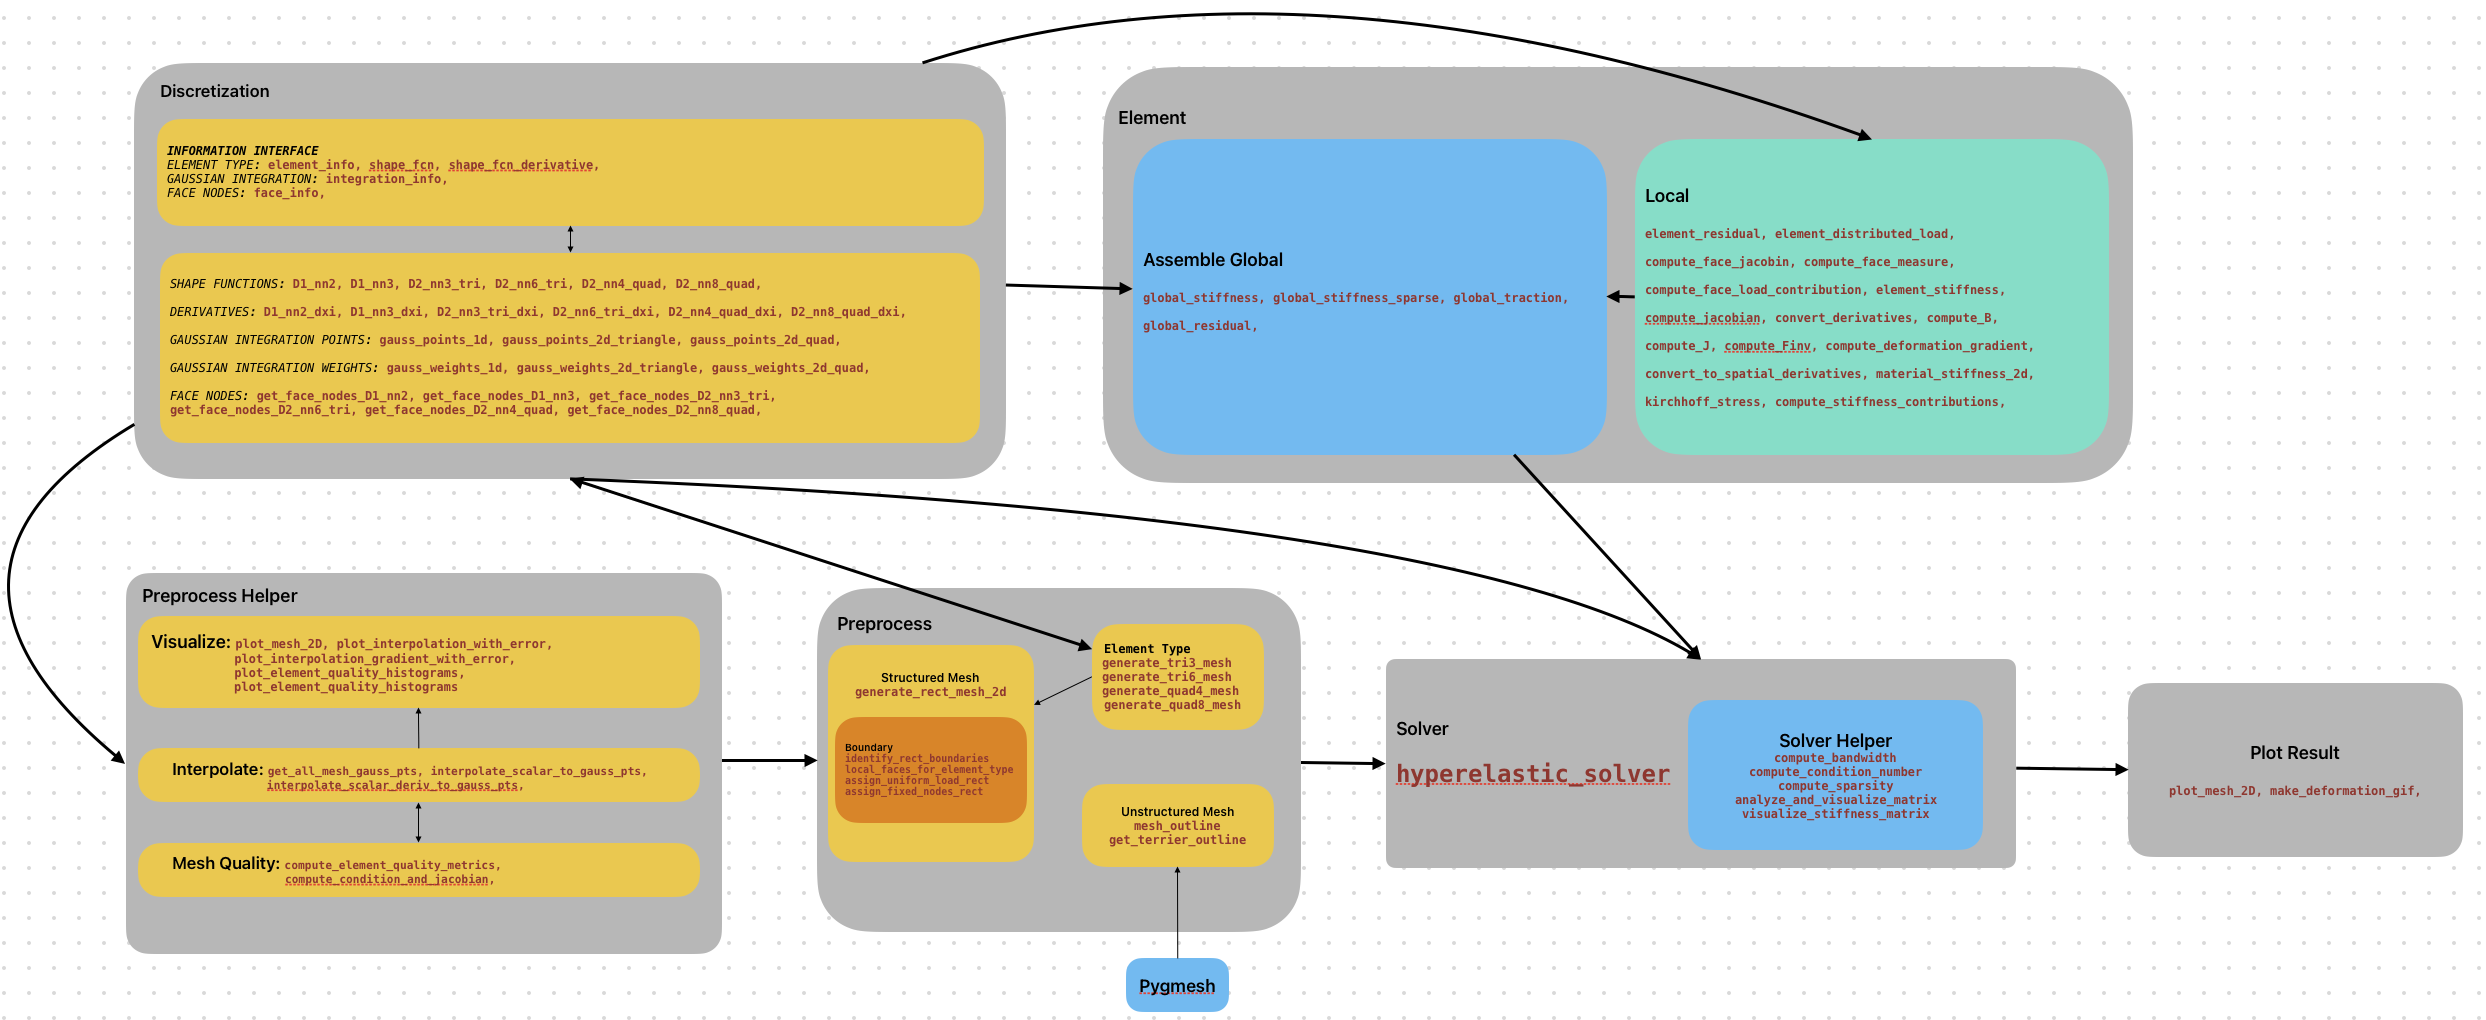 Discretization
INFORMATION INTERFACE
ELEMENT TYPE: element_info, shape_fcn, shape_fcn_derivative,
GAUSSIAN INTEGRATION: integration_info,
FACE NODES: face_info,
SHAPE FUNCTIONS: D1_nn2, D1_nn3, D2_nn3_tri, D2_nn6_tri, D2_nn4_quad, D2_nn8_quad,
DERIVATIVES: D1_nn2_dxi, D1_nn3_dxi, D2_nn3_tri_dxi, D2_nn6_tri_dxi, D2_nn4_quad_dxi, D2_nn8_quad_dxi,
GAUSSIAN INTEGRATION POINTS: gauss_points_1d, gauss_points_2d_triangle, gauss_points_2d_quad,
GAUSSIAN INTEGRATION WEIGHTS: gauss_weights_1d, gauss_weights_2d_triangle, gauss_weights_2d_quad,
FACE NODES: get_face_nodes_D1_nn2, get_face_nodes_D1_nn3, get_face_nodes_D2_nn3_tri,
get_face_nodes_D2_nn6_tri, get_face_nodes_D2_nn4_quad, get_face_nodes_D2_nn8_quad,
Element
Assemble Global
global_stiffness, global_stiffness_sparse, global_traction,
global_residual,
Local
element_residual, element_distributed_load,
compute_face_jacobin, compute_face_measure,
compute_face_load_contribution, element_stiffness,
compute_jacobian, convert_derivatives, compute_B,
compute_J, compute_Finv, compute_deformation_gradient,
convert_to_spatial_derivatives, material_stiffness_2d,
kirchhoff_stress, compute_stiffness_contributions,
Preprocess Helper
Visualize: plot_mesh_2D, plot_interpolation_with_error,
plot_interpolation_gradient_with_error,
plot_element_quality_histograms,
plot_element_quality_histograms
Interpolate: get_all_mesh_gauss_pts, interpolate_scalar_to_gauss_pts,
interpolate_scalar_deriv_to_gauss_pts,
Mesh Quality: compute_element_quality_metrics,
compute_condition_and_jacobian,
Preprocess
Structured Mesh
generate_rect_mesh_2d
Boundary
identify_rect_boundaries
local_faces_for_element_type
assign_uniform_load_rect
assign_fixed_nodes_rect
Element Type
generate_tri3_mesh
generate_tri6_mesh
generate_quad4_mesh
generate_quad8_mesh
Unstructured Mesh
mesh_outline
get_terrier_outline
Pygmesh
Solver
hyperelastic_solver
Solver Helper
compute_bandwidth
compute_condition_number
compute_sparsity
analyze_and_visualize_matrix
visualize_stiffness_matrix
Plot Result
plot_mesh_2D, make_deformation_gif,